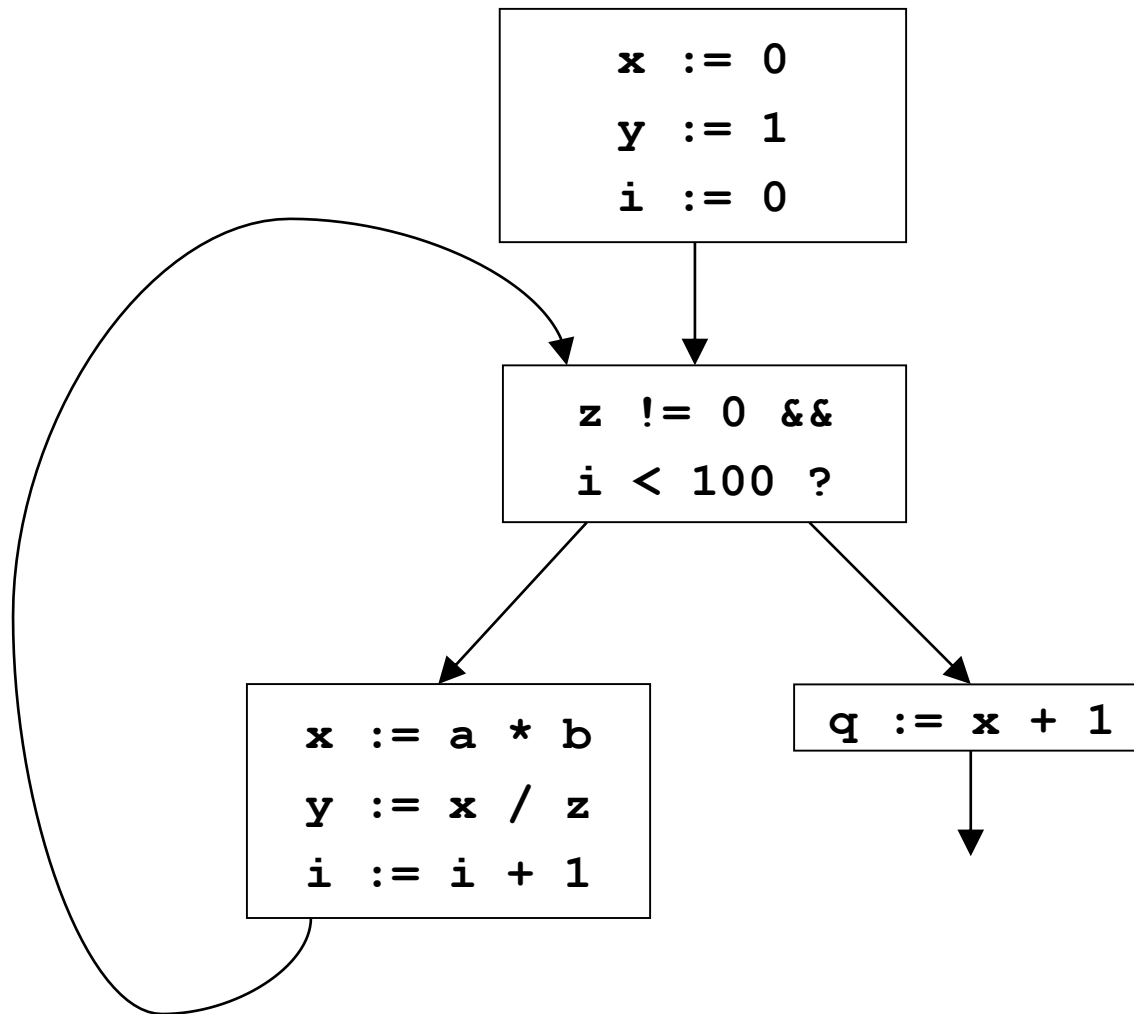 x := 0
y := 1
i := 0
z != 0 &&
i < 100 ?
x := a * b
y := x / z
i := i + 1
q := x + 1